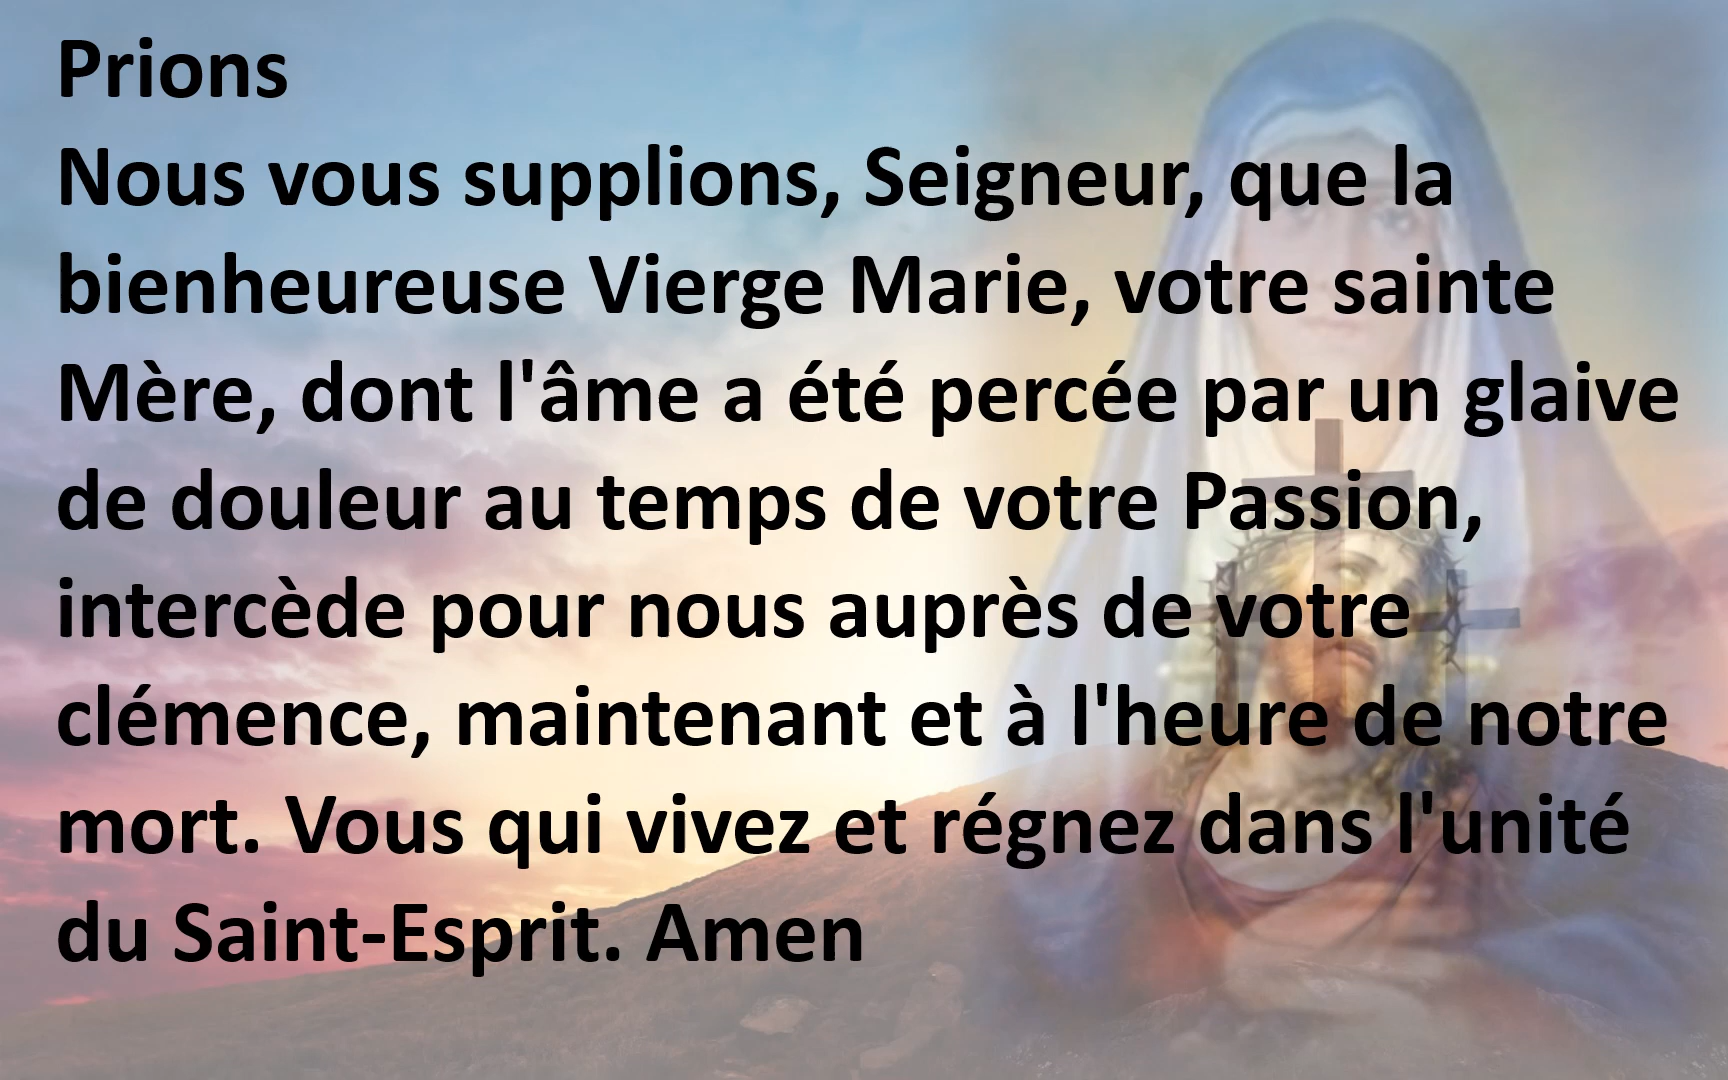 Prions
Nous vous supplions, Seigneur, que la
bienheureuse Vierge Marie, votre sainte
Mère, dont l'âme a été percée par un glaive
de douleur au temps de votre Passion,
intercède pour nous auprès de votre
clémence, maintenant et à l'heure de notre
mort. Vous qui vivez et régnez dans l'unité
du Saint-Esprit. Amen